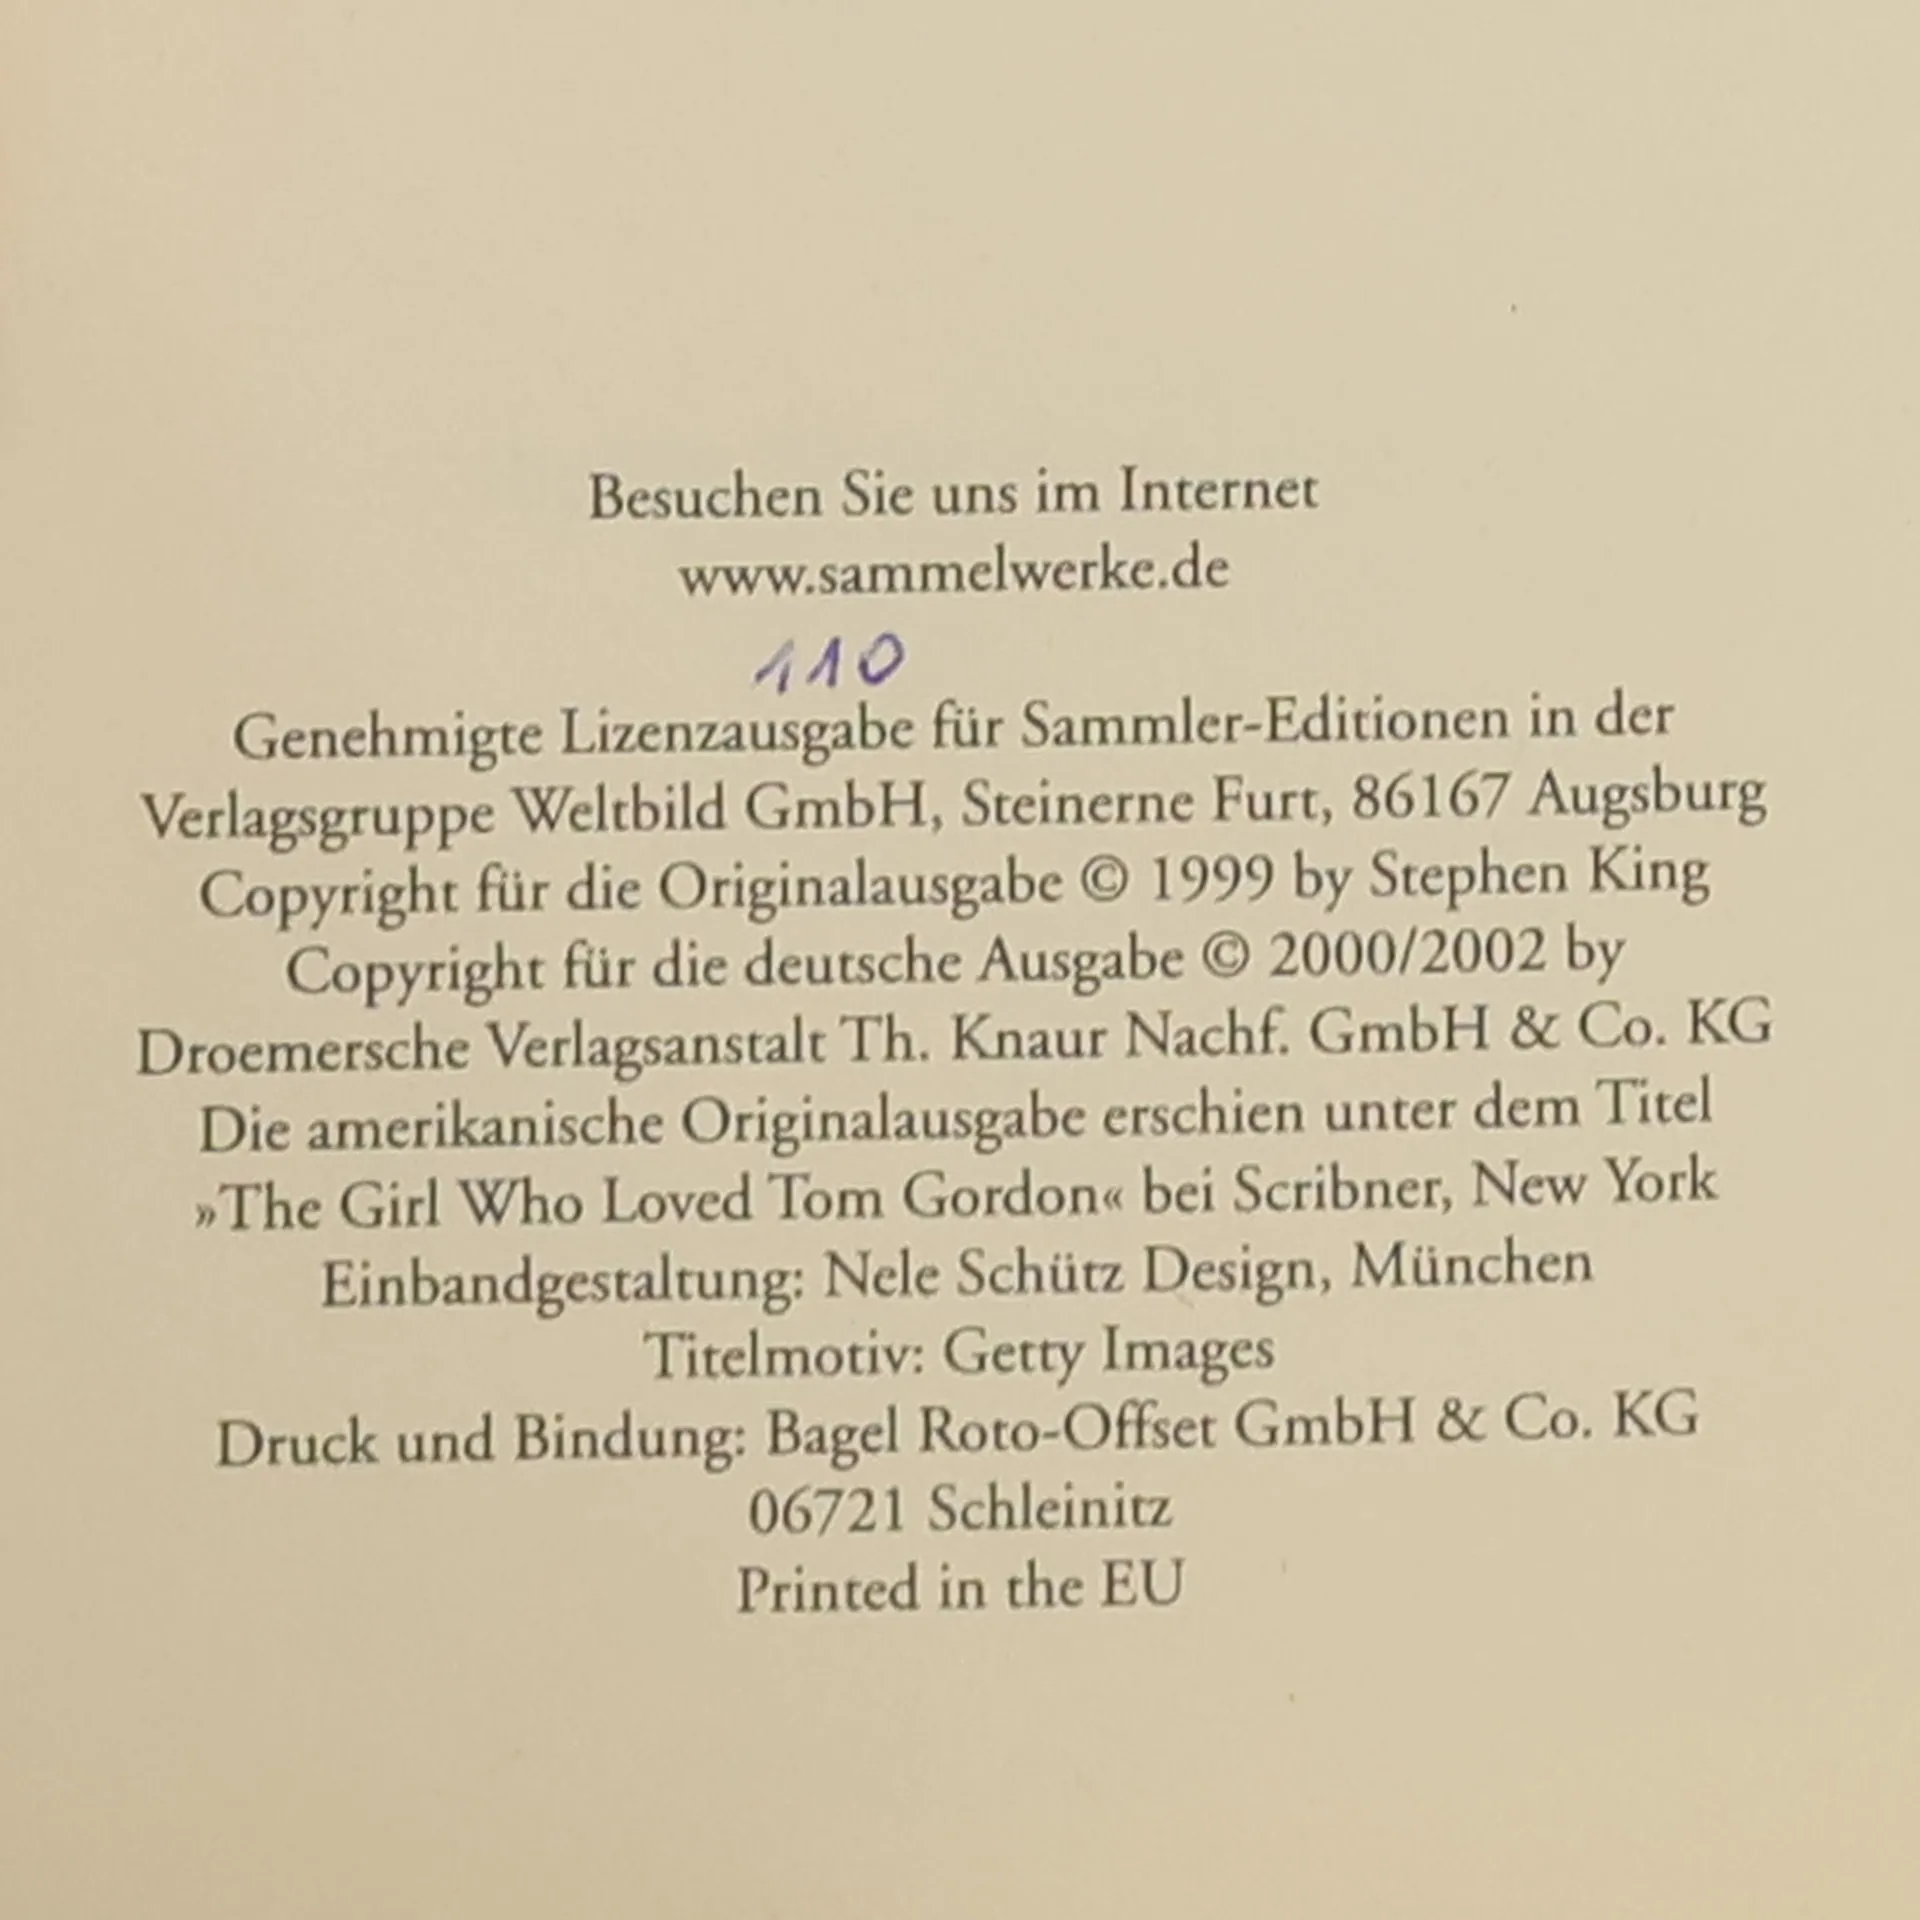 Besuchen Sie uns im Internet
www.sammelwerke.de
110
Genehmigte Lizenzausgabe für Sammler-Editionen in der
Verlagsgruppe Weltbild GmbH, Steinerne Furt, 86167 Augsburg
Copyright für die Originalausgabe © 1999 by Stephen King
Copyright für die deutsche Ausgabe © 2000/2002 by
Droemersche Verlagsanstalt Th. Knaur Nachf. GmbH & Co. KG
Die amerikanische Originalausgabe erschien unter dem Titel
»The Girl Who Loved Tom Gordon« bei Scribner, New York
Einbandgestaltung: Nele Schütz Design, München
Titelmotiv: Getty Images
Druck und Bindung: Bagel Roto-Offset GmbH & Co. KG
06721 Schleinitz
Printed in the EU